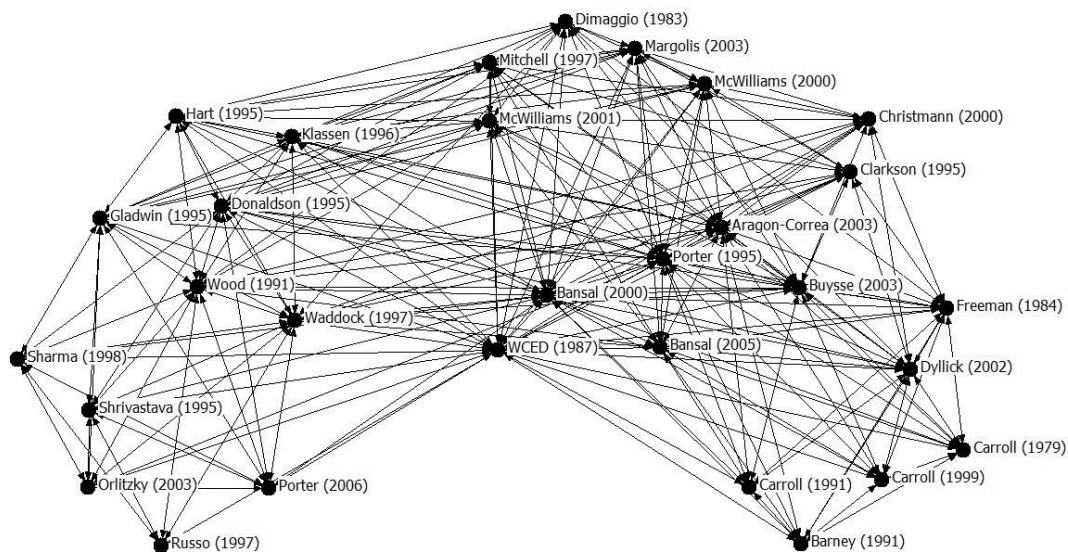 Dimaggio (1983)
Margolis (2003)
Mitchell (1997)
McWilliams (2000)
Hart (1995)
McWilliams (2001)
Christmann (2000)
Klassen (1996)
Clarkson (1995)
Donaldson (1995)
Gladwin (1995)
Aragon-Correa (2003)
Porter (1995)
Wood (1991)
Buysse (2003)
Bansal (2000)
Freeman (1984)
Waddock (1997)
WCED (1987)
Bansal (2005)
Sharma (1998)
Dyllick (2002)
Shrivastava (1995)
Carroll (1979)
Carroll (1999)
Orlitzky (2003)
Porter (2006)
Carroll (1991)
Barney (1991)
Russo (1997)